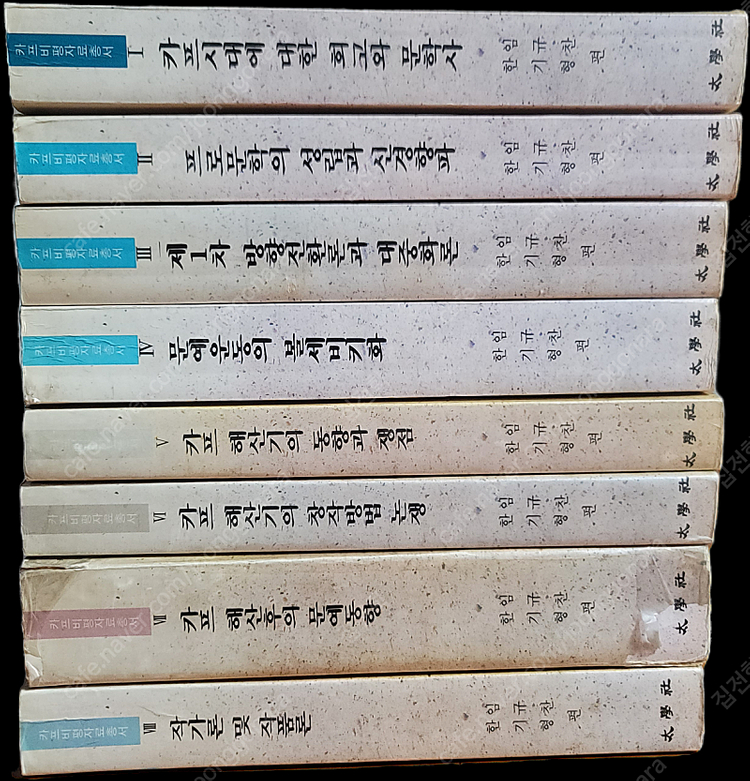 카프비평자료총서 Ⅰ 카프시대에 대한 회고와 문학사 임규찬 한기형 편 太學社
카프비평자료총서 Ⅱ 프로문학의 성립과 신경향파 임규찬 한기형 편 太學社
카프비평자료총서 Ⅲ 제1차 방향전환론과 대중화론 임규찬 한기형 편 太學社
카프비평자료총서 Ⅳ 문예운동의 볼세비키화 임규찬 한기형 편 太學社
Ⅴ 카프 해산기의 동향과 쟁점 임규찬 한기형 편 太學社
카프비평자료총서 Ⅵ 카프 해산기의 창작방법 논쟁 임규찬 한기형 편 太學社
카프비평자료총서 Ⅶ 카프 해산후의 문예동향 임규찬 한기형 편 太學社
카프비평자료총서 Ⅷ 작가론 및 작품론 임규찬 한기형 편 太學社